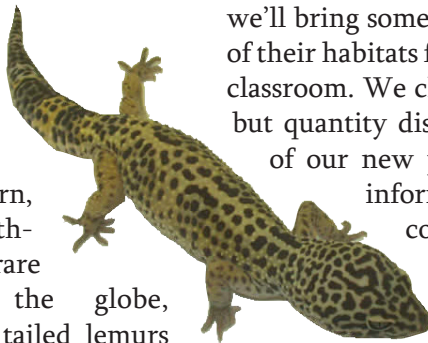 rn,
th-
rare
the globe,
tailed lemurs
we'll bring some
of their habitats f
classroom. We c
but quantity dis
of our new p
infor
co